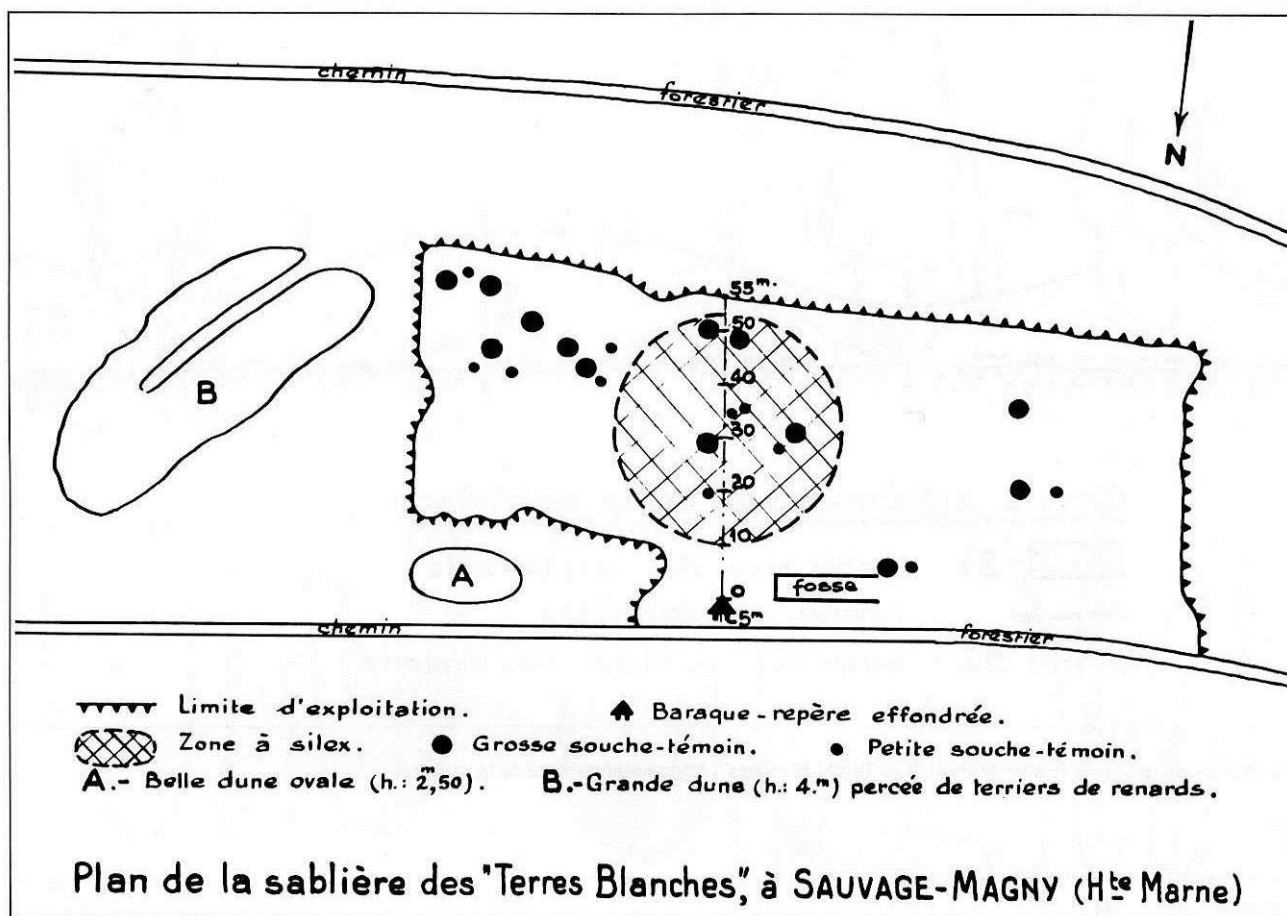 chemin forestier
N
55m.
50
40
30
20
10
0
5m
B
A
fosse
chemin forestier
Limite d'exploitation. Baraque-repère effondrée.
Zone à silex. Grosse souche-témoin. Petite souche-témoin.
A.- Belle dune ovale (h.: 2,m50). B.-Grande dune (h.: 4.m) percée de terriers de renards.
Plan de la sablière des "Terres Blanches", à SAUVAGE-MAGNY (Hte Marne)